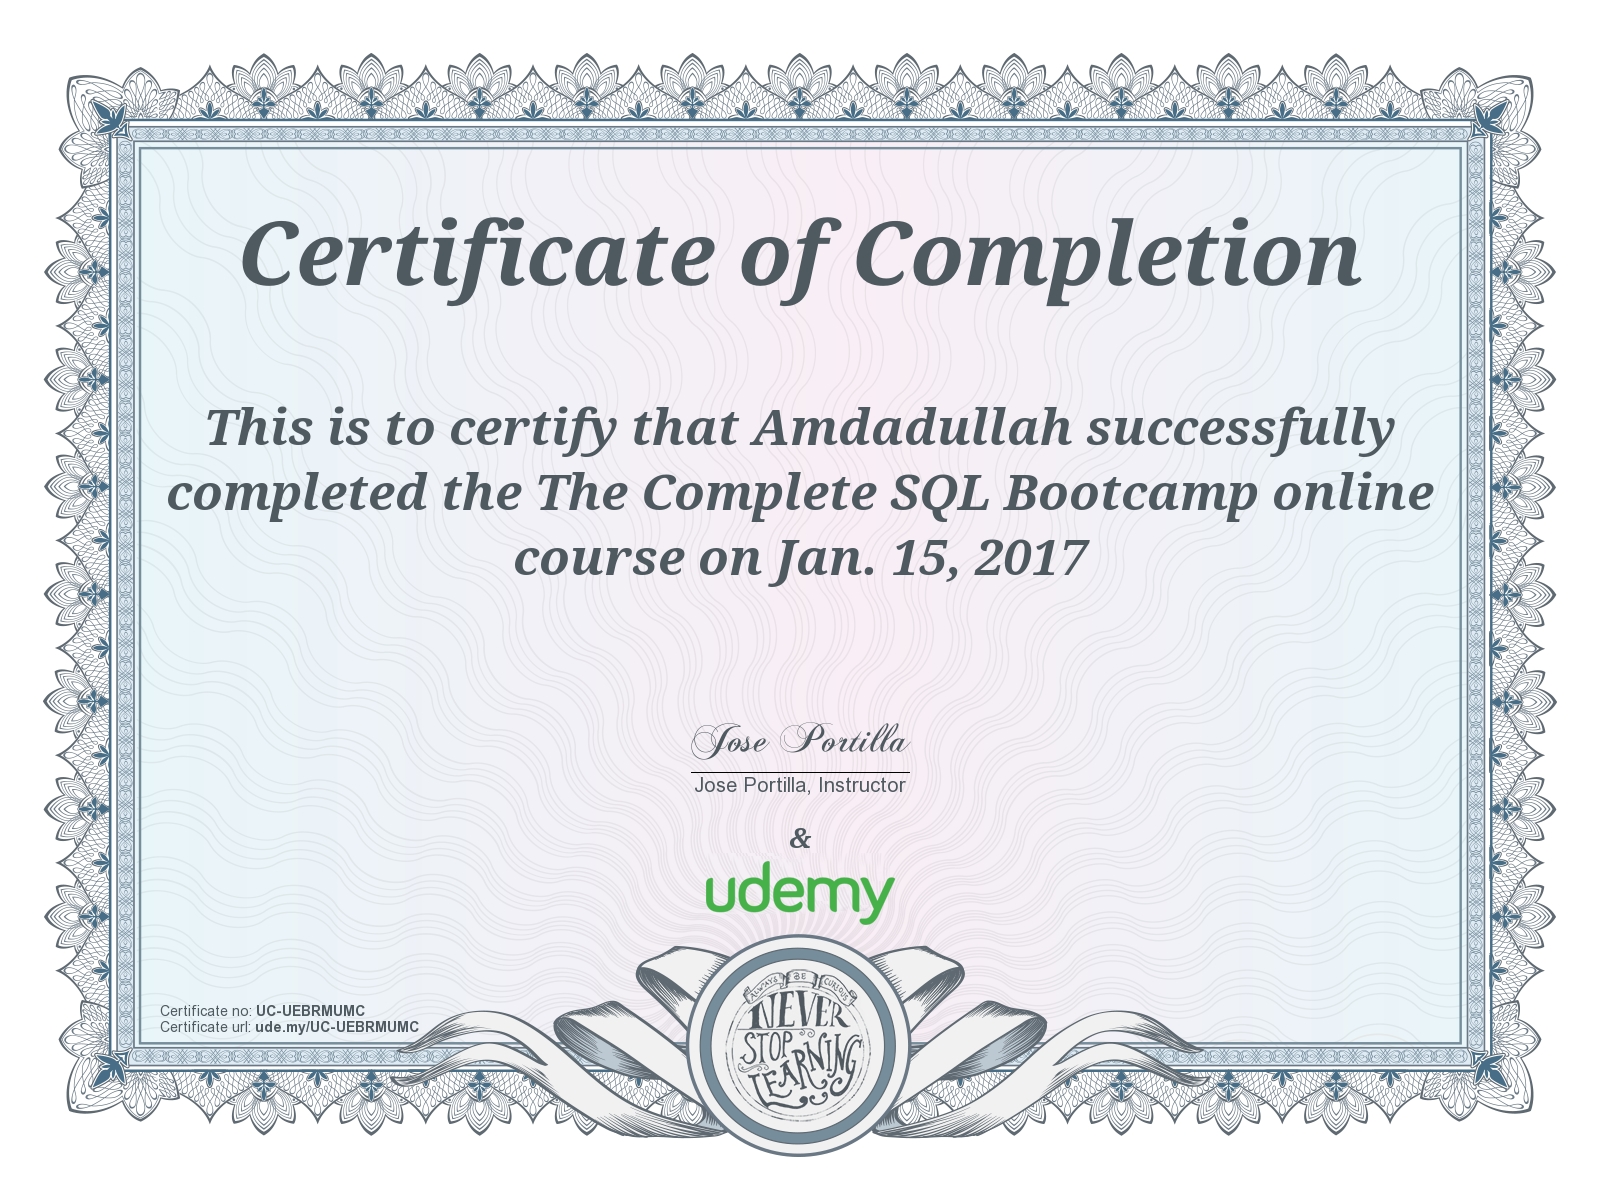 Certificate of Completion
This is to certify that Amdadullah successfully
completed the The Complete SQL Bootcamp online
course on Jan. 15, 2017
Jose Portilla
Jose Portilla, Instructor
&
udemy
Certificate no: UC-UEBRMUMC
Certificate url: ude.my/UC-UEBRMUMC
ALWAYS BE CURIOUS
NEVER
STOP
LEARNING